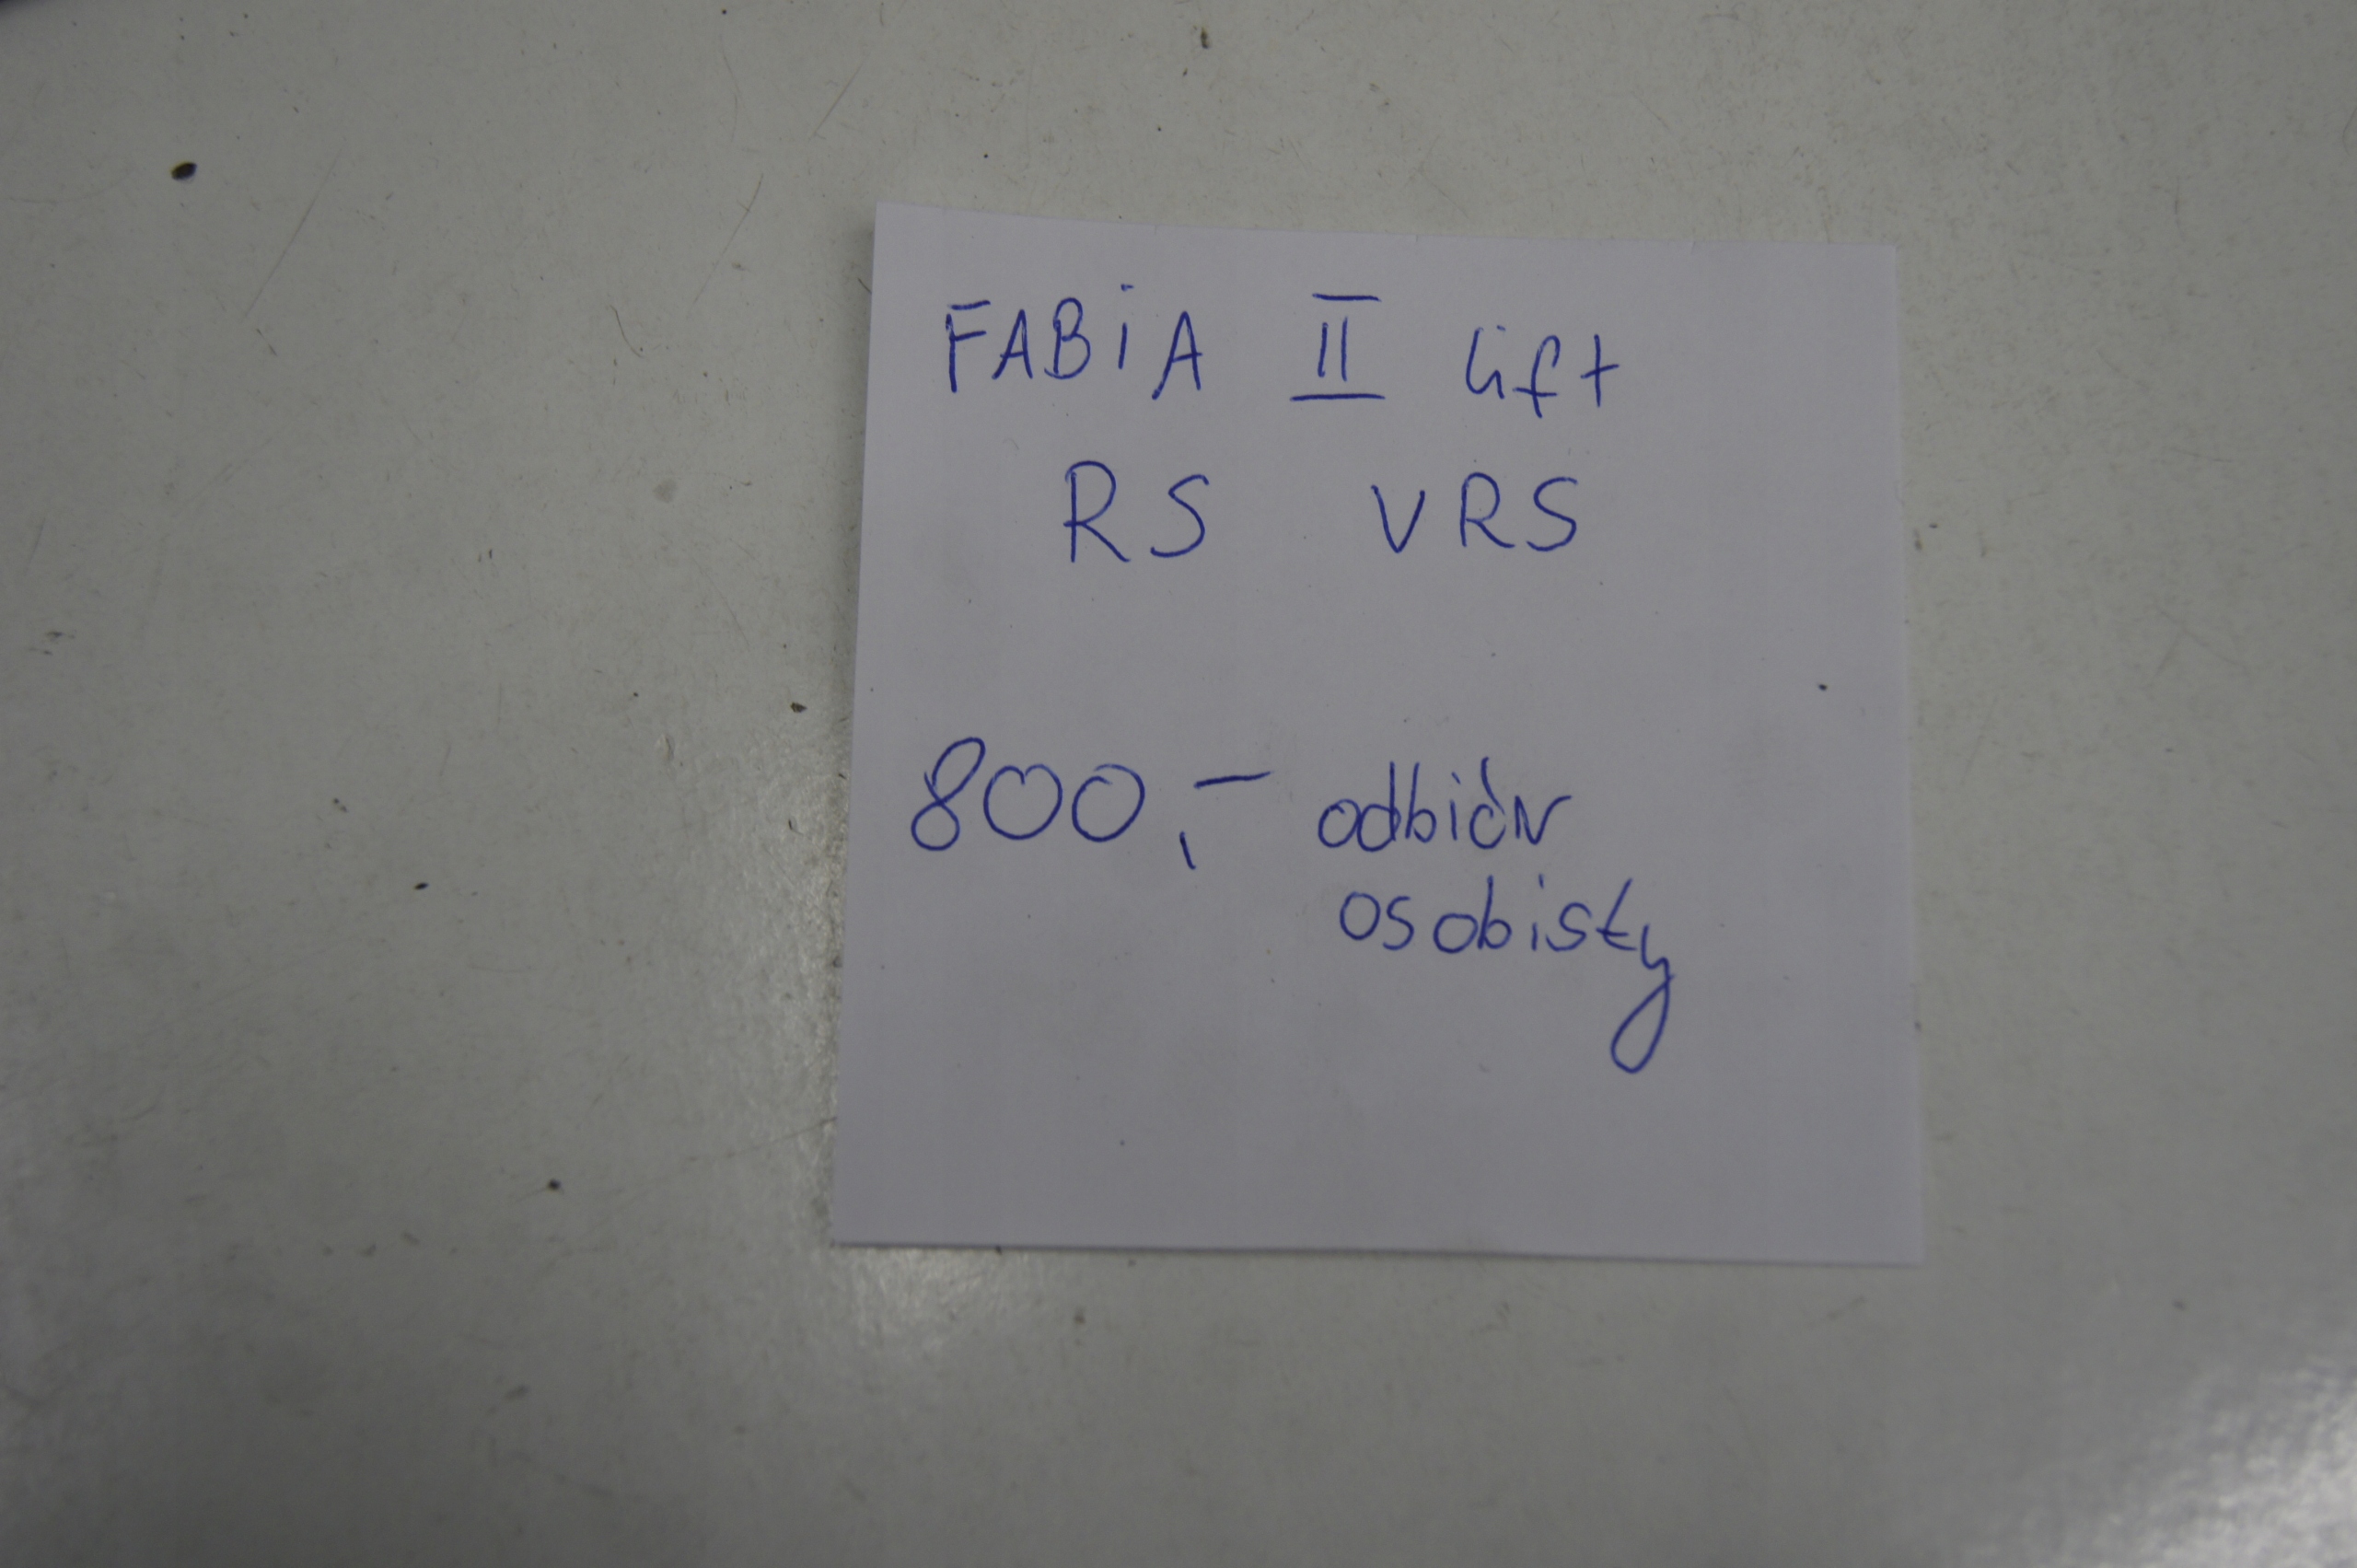 FABiA II lift
RS VRS
800,- odbiór
osobisty